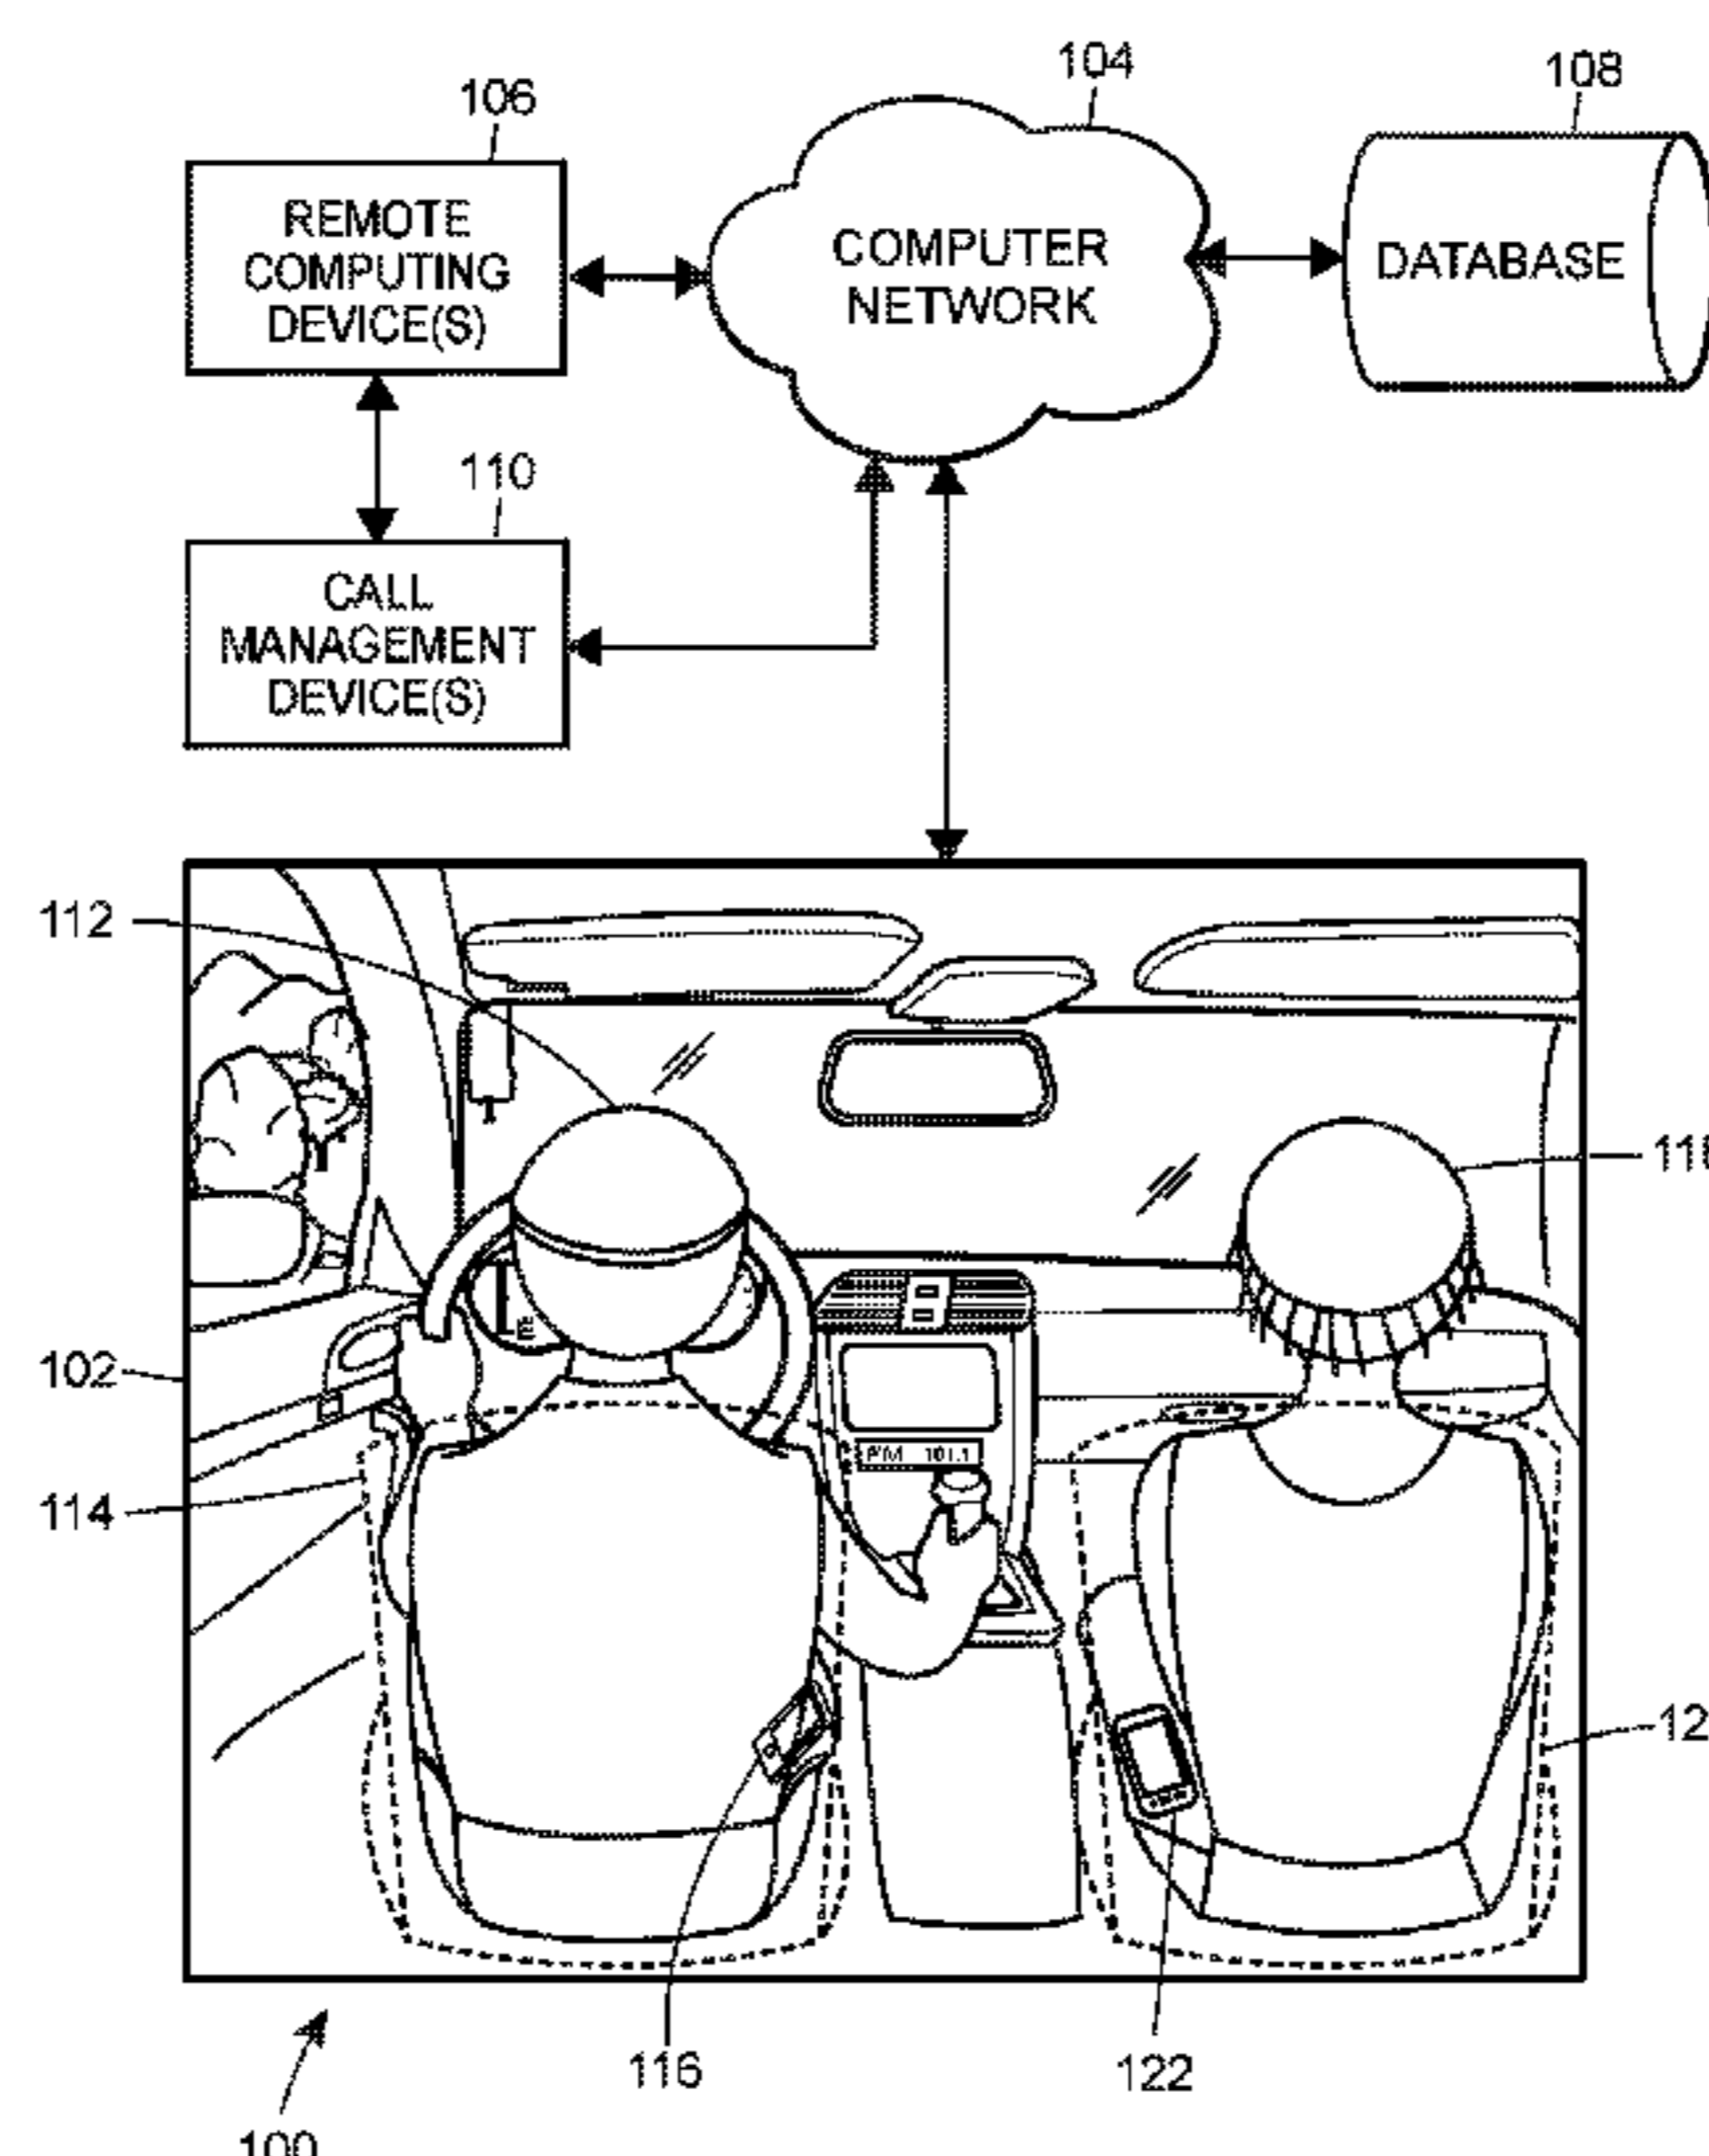 104
108
106
REMOTE
COMPUTING
DEVICE(S)
COMPUTER
NETWORK
DATABASE
110
CALL
MANAGEMENT
DEVICE(S)
112
102
114
101.1
116
122
100